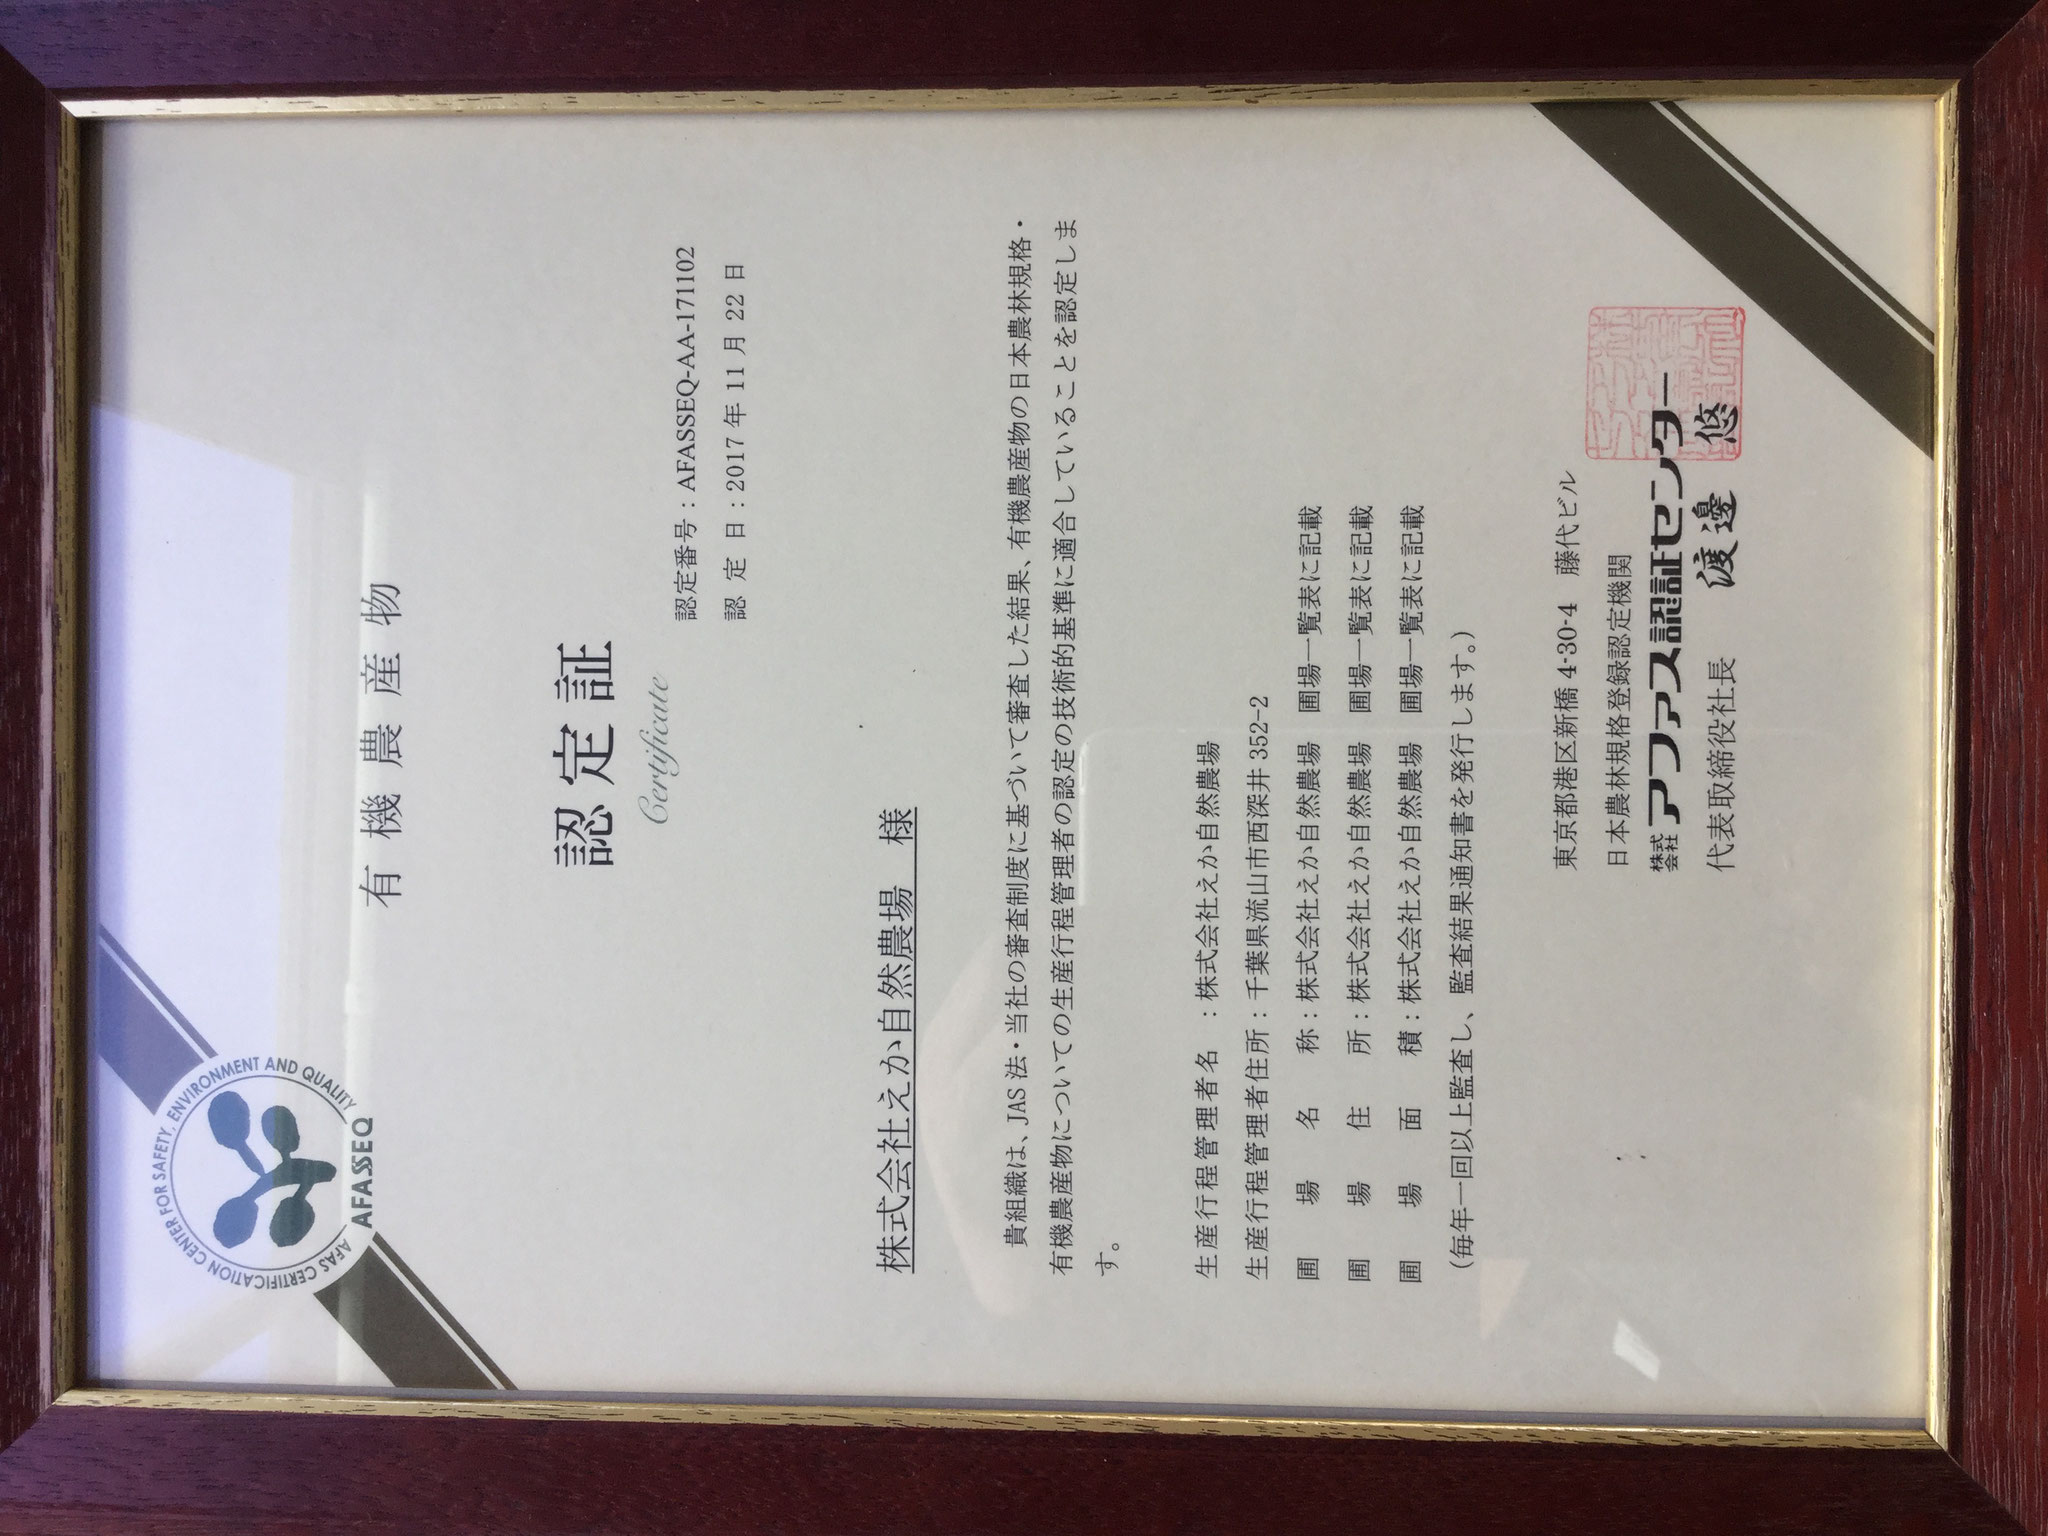 AFAS CERTIFICATION CENTER FOR SAFETY, ENVIRONMENT AND QUALITY
AFASSEQ
有機農産物
認定証
Certificate
認定番号：AFASSEQ-AA-171102
認定日：2017年11月22日
株式会社えか自然農場　様
貴組織は、JAS法・当社の審査制度に基づいて審査した結果、有機農産物の日本農林規格・
有機農産物についての生産行程管理者の認定の技術的基準に適合していることを認定しま
す。
生産行程管理者名：株式会社えか自然農場
生産行程管理者住所：千葉県流山市西深井352-2
圃場名称：株式会社えか自然農場　圃場一覧表に記載
圃場住所：株式会社えか自然農場　圃場一覧表に記載
圃場面積：株式会社えか自然農場　圃場一覧表に記載
（毎年一回以上監査し、監査結果通知書を発行します。）
東京都港区新橋4-30-4　藤代ビル
日本農林規格登録認定機関
株式会社アファス認証センター
代表取締役社長　渡邊　悠